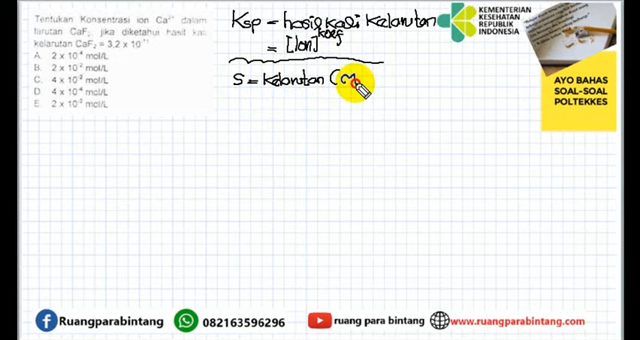 Tentukan Konsentrasi ion Ca²⁺ dalam
larutan CaF₂ jika diketahui hasil kali
kelarutan CaF₂ = 3,2 x 10⁻¹¹
A. 2 x 10⁻⁴ mol/L
B. 2 x 10⁻² mol/L
C. 4 x 10⁻³ mol/L
D. 4 x 10⁻⁴ mol/L
E. 2 x 10⁻³ mol/L
Ksp = hasil kali kelarutan
= [Ion]^koef
S = Kelarutan (
KEMENTERIAN
KESEHATAN
REPUBLIK
INDONESIA
AYO BAHAS
SOAL-SOAL
POLTEKKES
Ruangparabintang
082163596296
ruang para bintang
www.ruangparabintang.com